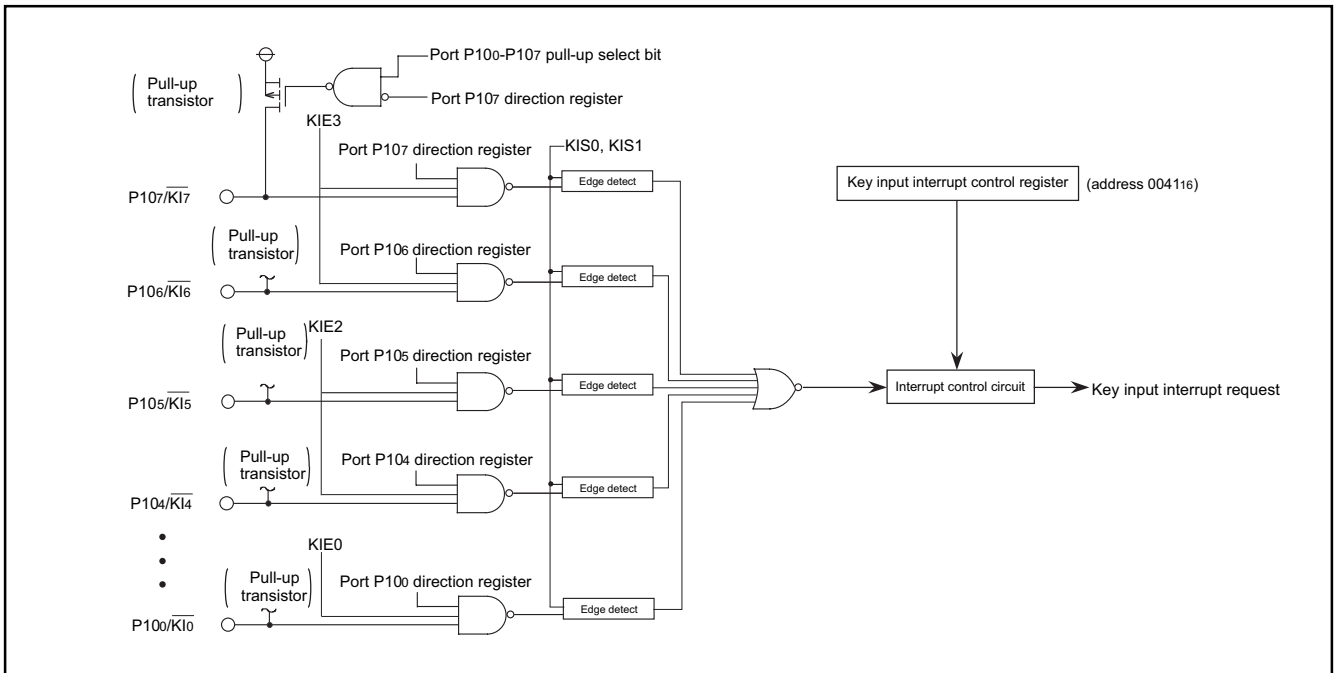 Port P100-P107 pull-up select bit
( Pull-up
transistor )
Port P107 direction register
KIE3
Port P107 direction register
KIS0, KIS1
Edge detect
Key input interrupt control register (address 004116)
P107/KI7
( Pull-up
transistor )
Port P106 direction register
Edge detect
P106/KI6
( Pull-up
transistor )
KIE2
Port P105 direction register
Edge detect
Interrupt control circuit
Key input interrupt request
P105/KI5
( Pull-up
transistor )
Port P104 direction register
Edge detect
P104/KI4
KIE0
( Pull-up
transistor )
Port P100 direction register
Edge detect
P100/KI0